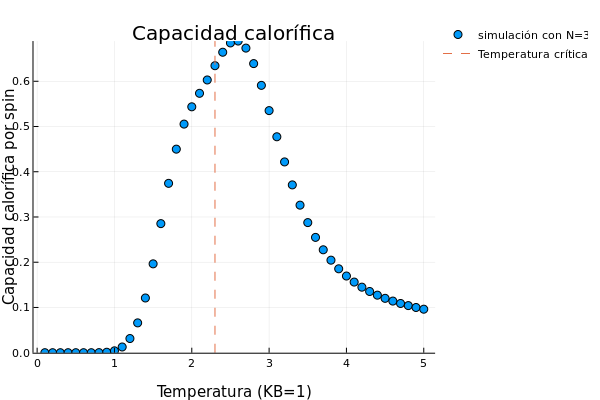 Capacidad calorífica
simulación con N=3
Temperatura crítica
Capacidad calorífica por spin
0.6
0.5
0.4
0.3
0.2
0.1
0.0
0 1 2 3 4 5
Temperatura (KB=1)